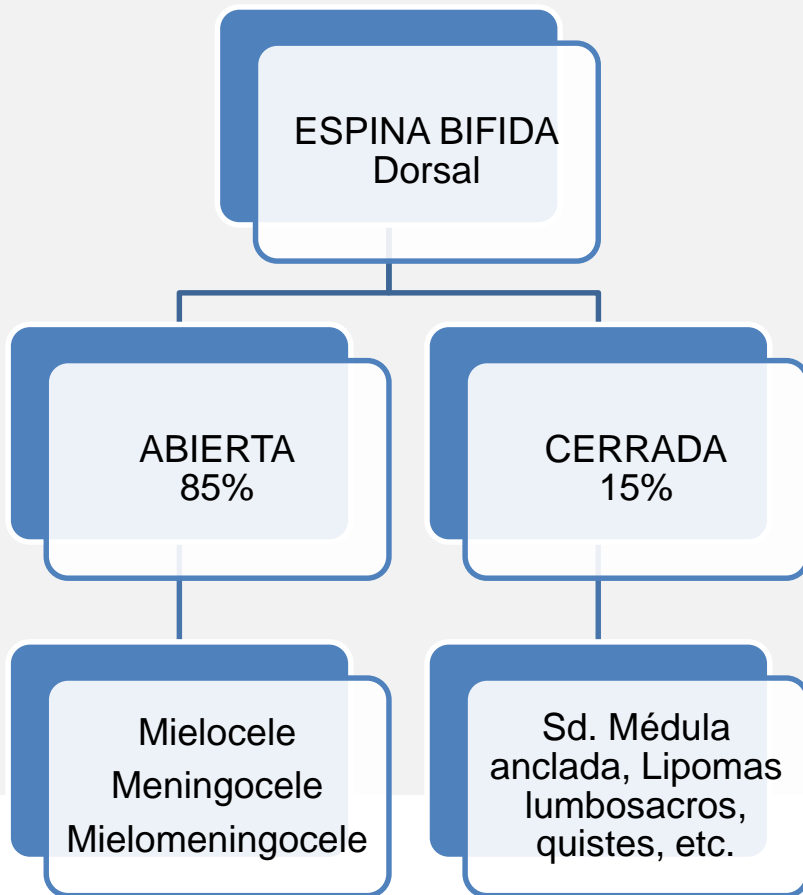 ESPINA BIFIDA
Dorsal
ABIERTA
85%
CERRADA
15%
Mielocele
Meningocele
Mielomeningocele
Sd. Médula
anclada, Lipomas
lumbosacros,
quistes, etc.